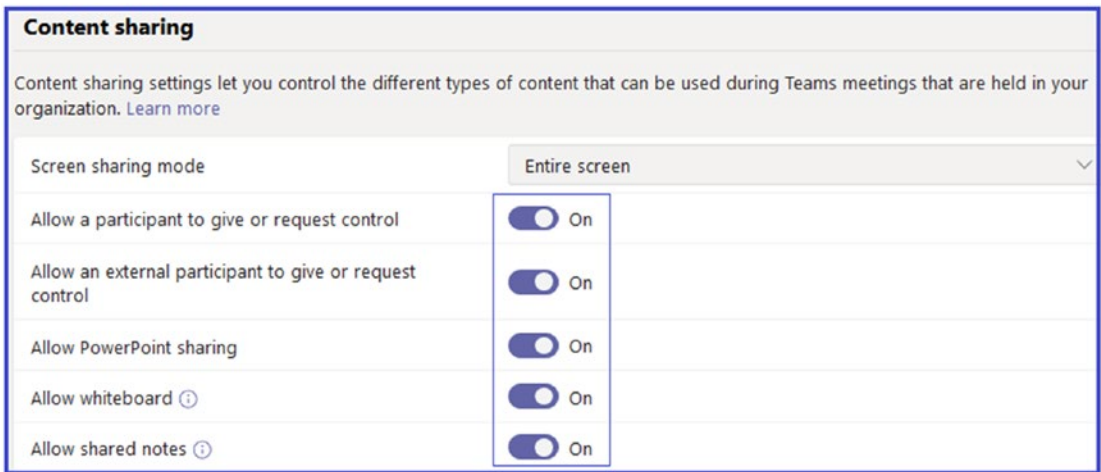 Content sharing
Content sharing settings let you control the different types of content that can be used during Teams meetings that are held in your
organization. Learn more
Screen sharing mode Entire screen
Allow a participant to give or request control On
Allow an external participant to give or request
control On
Allow PowerPoint sharing On
Allow whiteboard On
Allow shared notes On